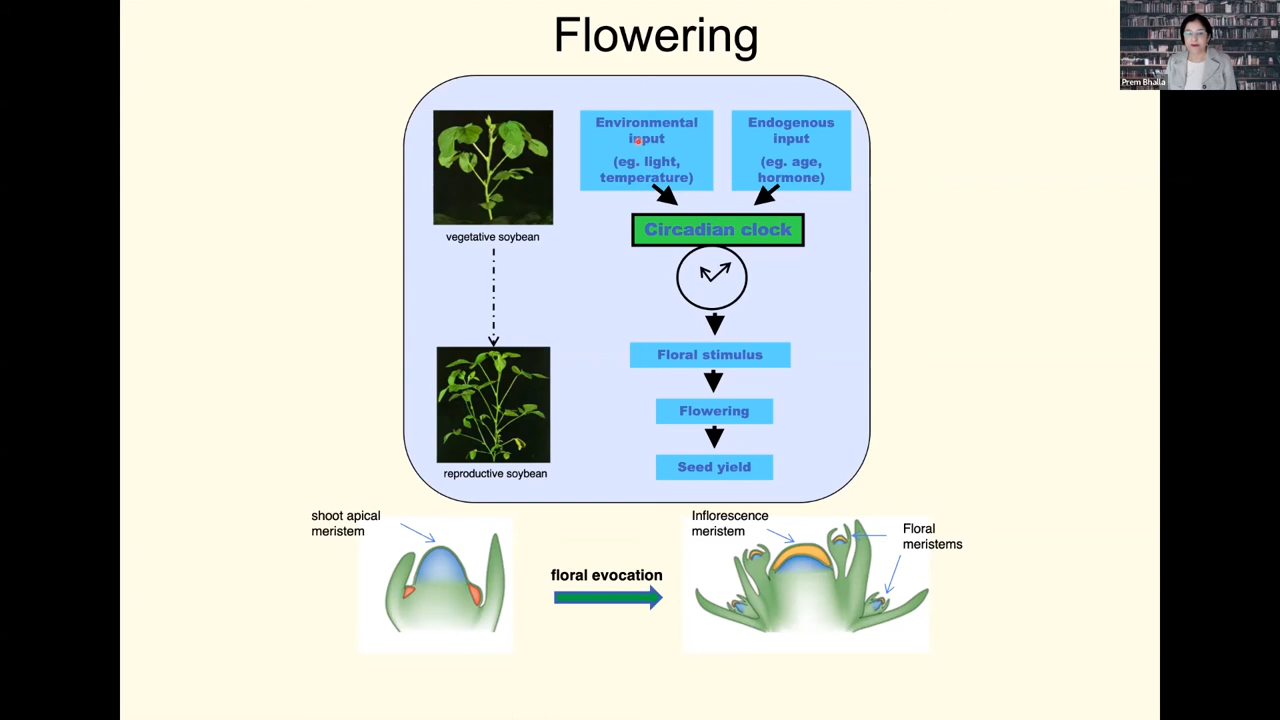 Flowering
Prem Bhalla
Environmental
input
(eg. light,
temperature)
Endogenous
input
(eg. age,
hormone)
Circadian clock
vegetative soybean
Floral stimulus
Flowering
Seed yield
reproductive soybean
shoot apical
meristem
floral evocation
Inflorescence
meristem
Floral
meristems